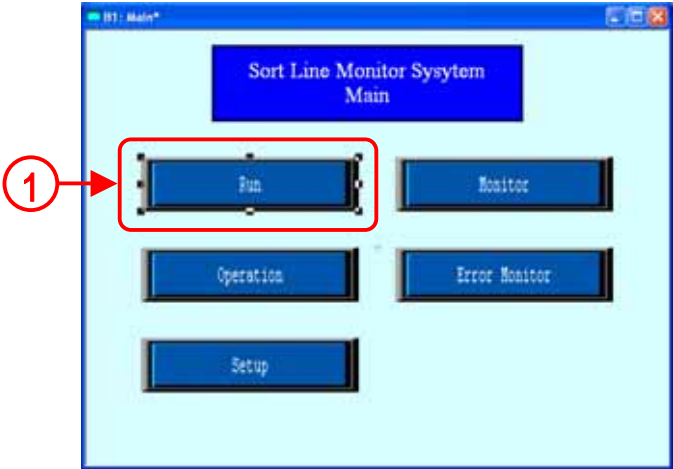 B1: Main*
Sort Line Monitor Sysytem
Main
1
Run
Monitor
Operation
Error Monitor
Setup